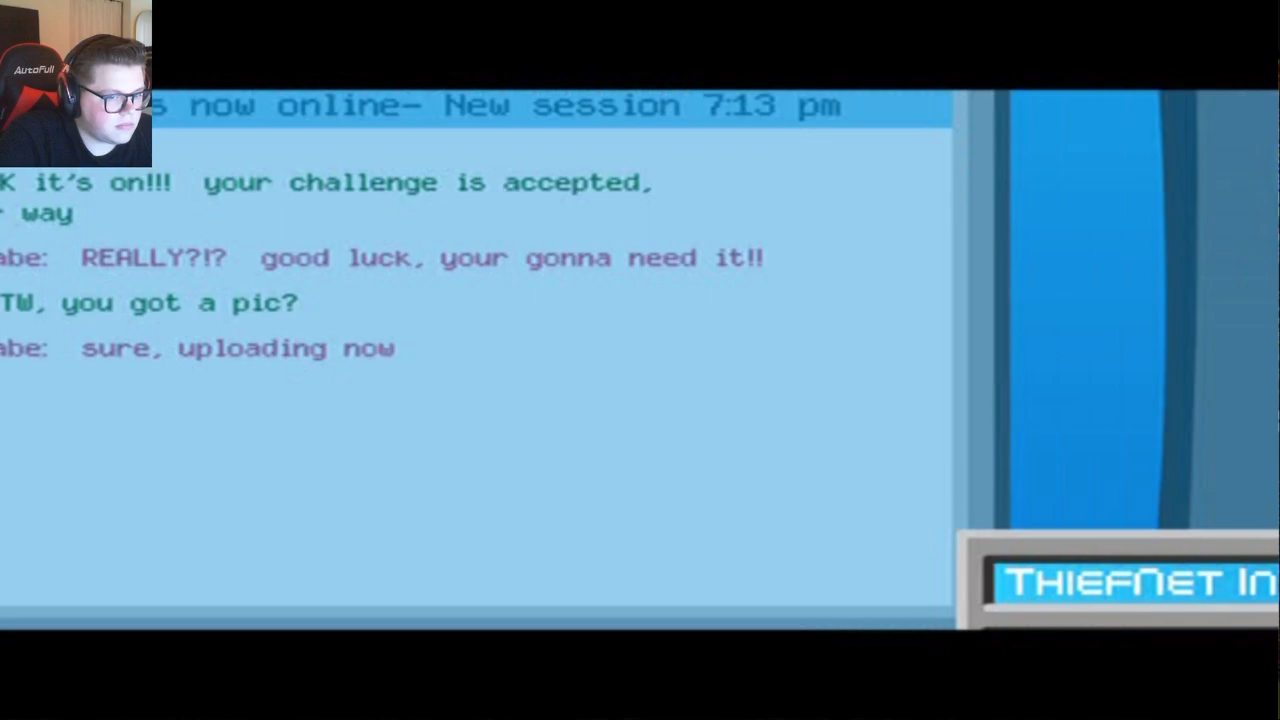 AutoFull
s now online- New session 7:13 pm
K it's on!!! your challenge is accepted,
way
abe: REALLY?!? good luck, your gonna need it!!
TW, you got a pic?
abe: sure, uploading now
THIEFNET In